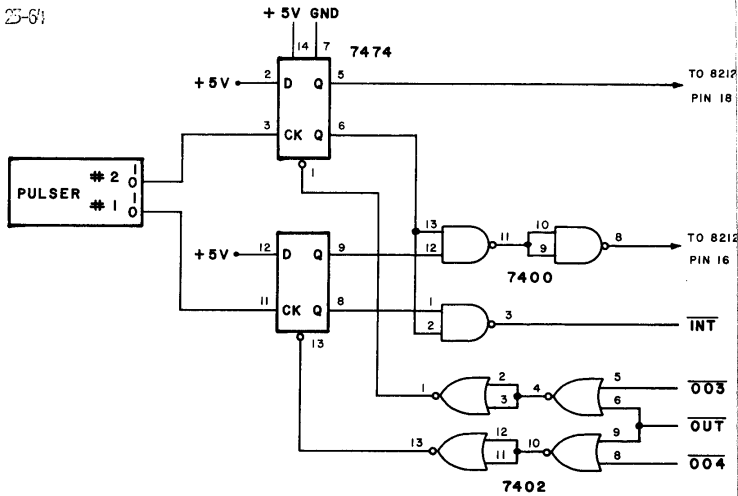 23-64
+5V GND
14 7
7474
2 D Q 5
+5V
TO 8212
PIN 18
3 CK Q 6
1
PULSER
#2 1 0
#1 1 0
13
12
11
10
9
8
TO 8212
PIN 16
7400
+5V 12 D Q 9
11 CK Q 8
13
1
2
3
INT
1
2
3
4
5
6
003
OUT
13
12
11
10
9
8
004
7402